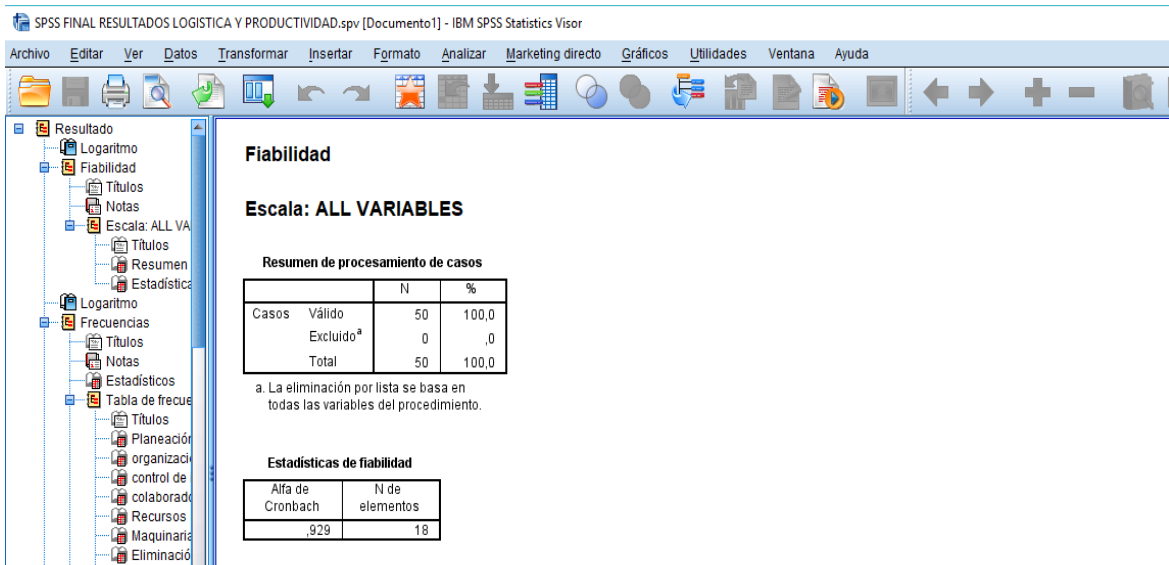 SPSS FINAL RESULTADOS LOGISTICA Y PRODUCTIVIDAD.spv [Documento1] - IBM SPSS Statistics Visor
Archivo Editar Ver Datos Transformar Insertar Formato Analizar Marketing directo Gráficos Utilidades Ventana Ayuda
Resultado
Logaritmo
Fiabilidad
Títulos
Notas
Escala: ALL VA
Títulos
Resumen
Estadística
Logaritmo
Frecuencias
Títulos
Notas
Estadísticos
Tabla de frecue
Títulos
Planeación
organizació
control de
colaborado
Recursos
Maquinaria
Eliminació
Fiabilidad
Escala: ALL VARIABLES
Resumen de procesamiento de casos
N %
Casos Válido 50 100,0
Excluidoa 0 ,0
Total 50 100,0
a. La eliminación por lista se basa en
todas las variables del procedimiento.
Estadísticas de fiabilidad
Alfa de N de
Cronbach elementos
,929 18